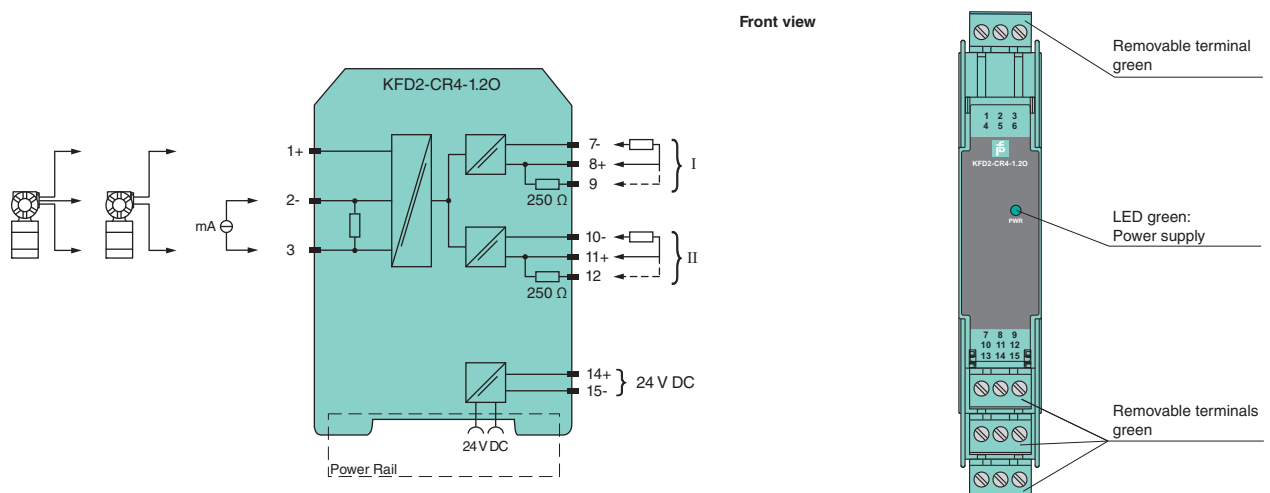 Front view
KFD2-CR4-1.2O
1+
2-
3
mA
7-
8+
9
250 Ω
I
10-
11+
12
250 Ω
II
14+
15-
24 V DC
24 V DC
Power Rail
1 2 3
4 5 6
KFD2-CR4-1.2O
PWR
7 8 9
10 11 12
13 14 15
Removable terminal
green
LED green:
Power supply
Removable terminals
green